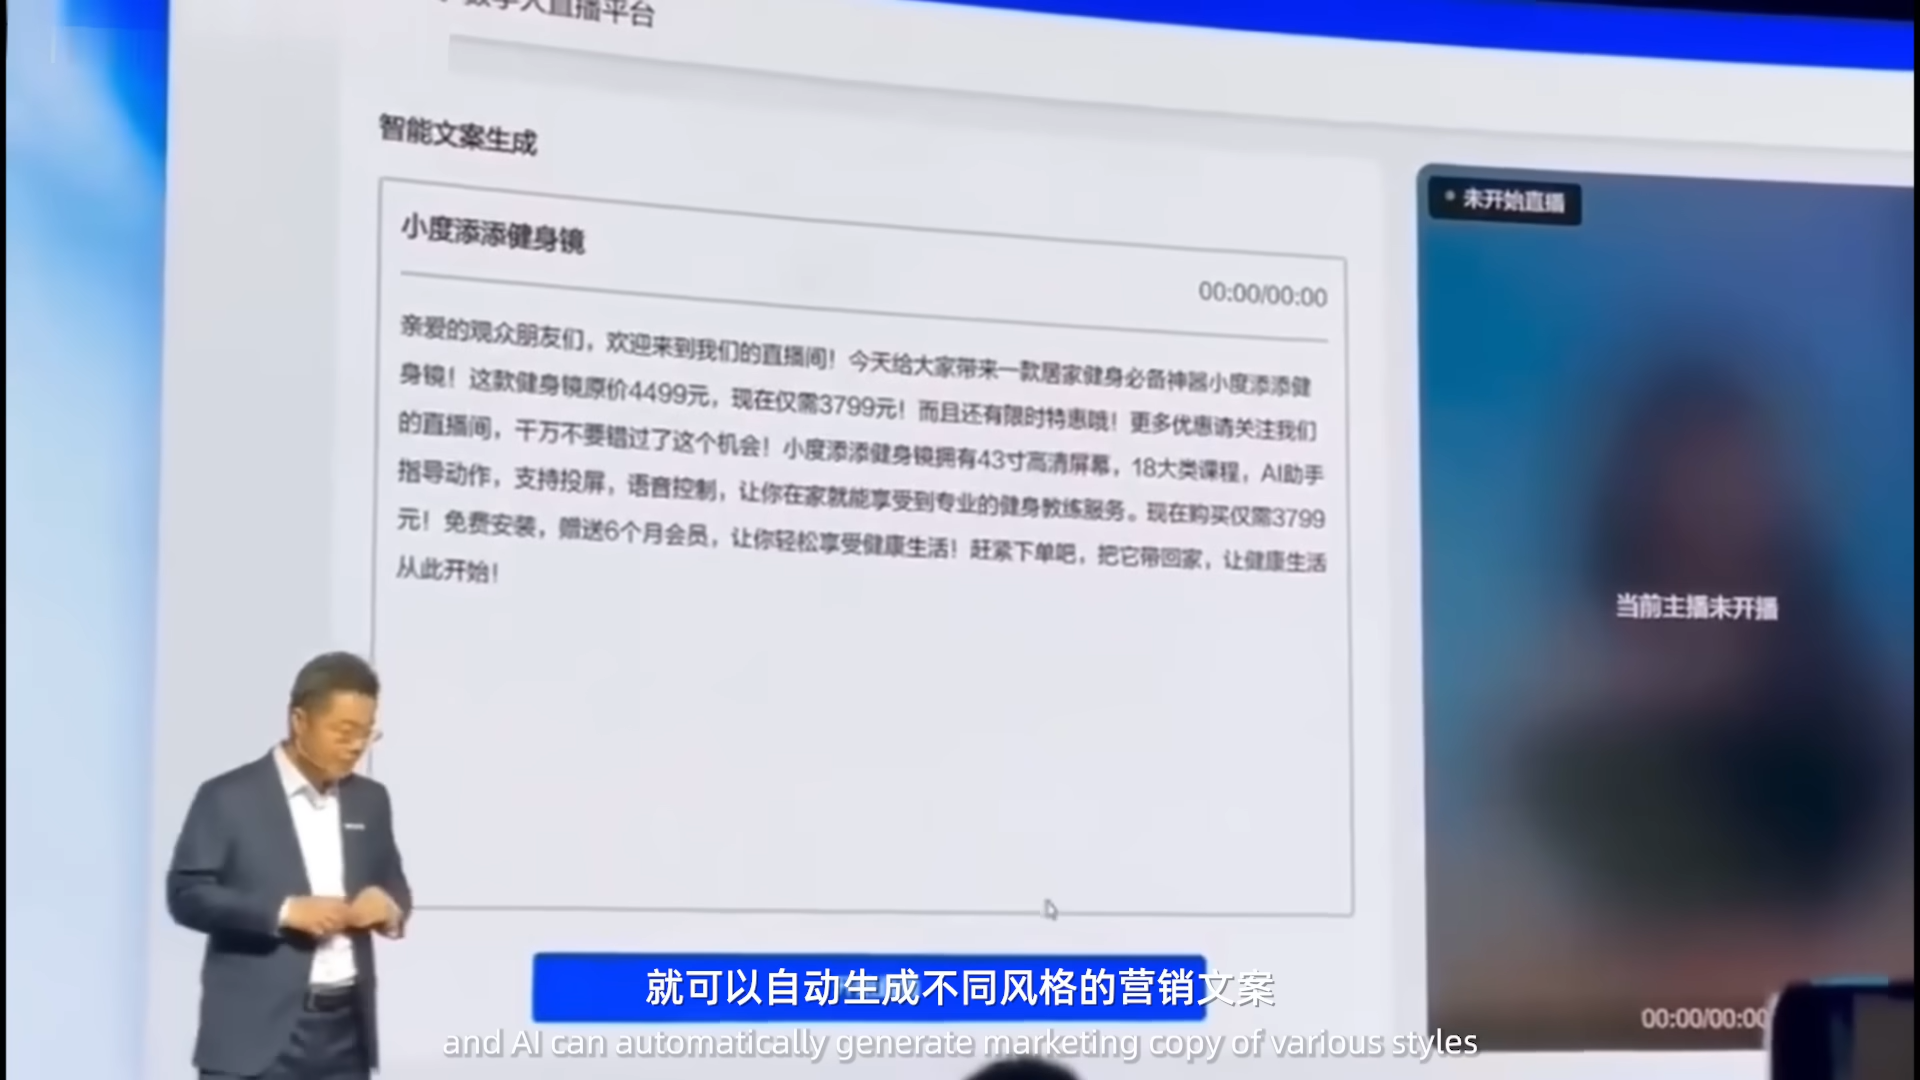 数字人直播平台
智能文案生成
小度添添健身镜
00:00/00:00
亲爱的观众朋友们，欢迎来到我们的直播间！今天给大家带来一款居家健身必备神器小度添添健
身镜！这款健身镜原价4499元，现在仅需3799元！而且还有限时特惠哦！更多优惠请关注我们
的直播间，千万不要错过了这个机会！小度添添健身镜拥有43寸高清屏幕，18大类课程，AI助手
指导动作，支持投屏，语音控制，让你在家就能享受到专业的健身教练服务。现在购买仅需3799
元！免费安装，赠送6个月会员，让你轻松享受健康生活！赶紧下单吧，把它带回家，让健康生活
从此开始！
未开始直播
当前主播未开播
00:00/00:00
就可以自动生成不同风格的营销文案
and AI can automatically generate marketing copy of various styles